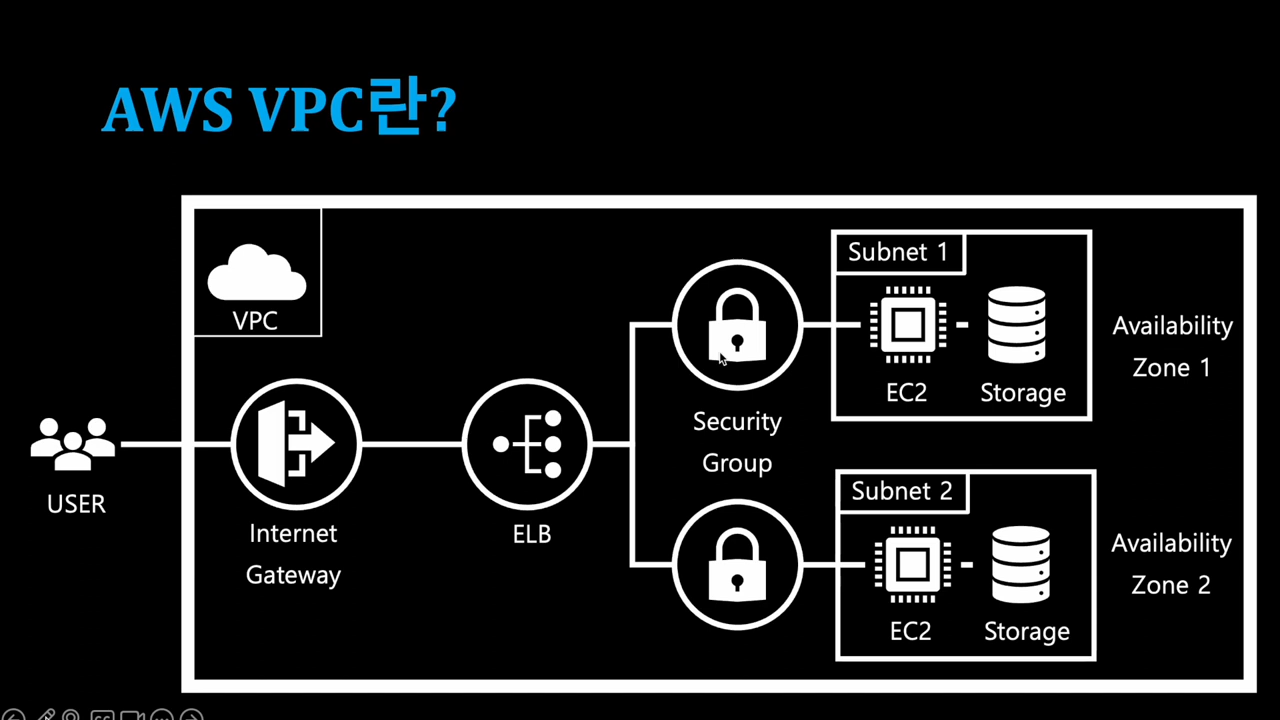 AWS VPC란?
VPC
USER
Internet
Gateway
ELB
Security
Group
Subnet 1
EC2
Storage
Availability
Zone 1
Subnet 2
EC2
Storage
Availability
Zone 2